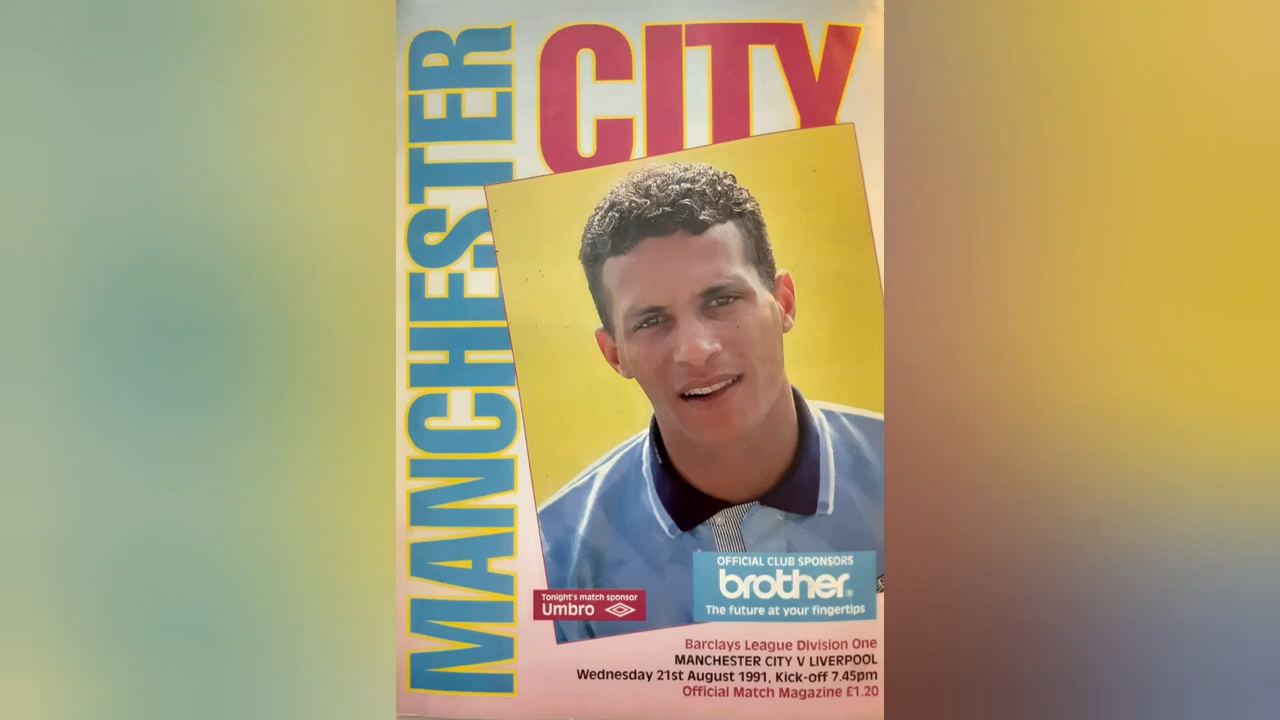 MANCHESTER
CITY
Tonight's match sponsor
Umbro
OFFICIAL CLUB SPONSORS
brother®
The future at your fingertips
Barclays League Division One
MANCHESTER CITY V LIVERPOOL
Wednesday 21st August 1991, Kick-off 7.45pm
Official Match Magazine £1.20